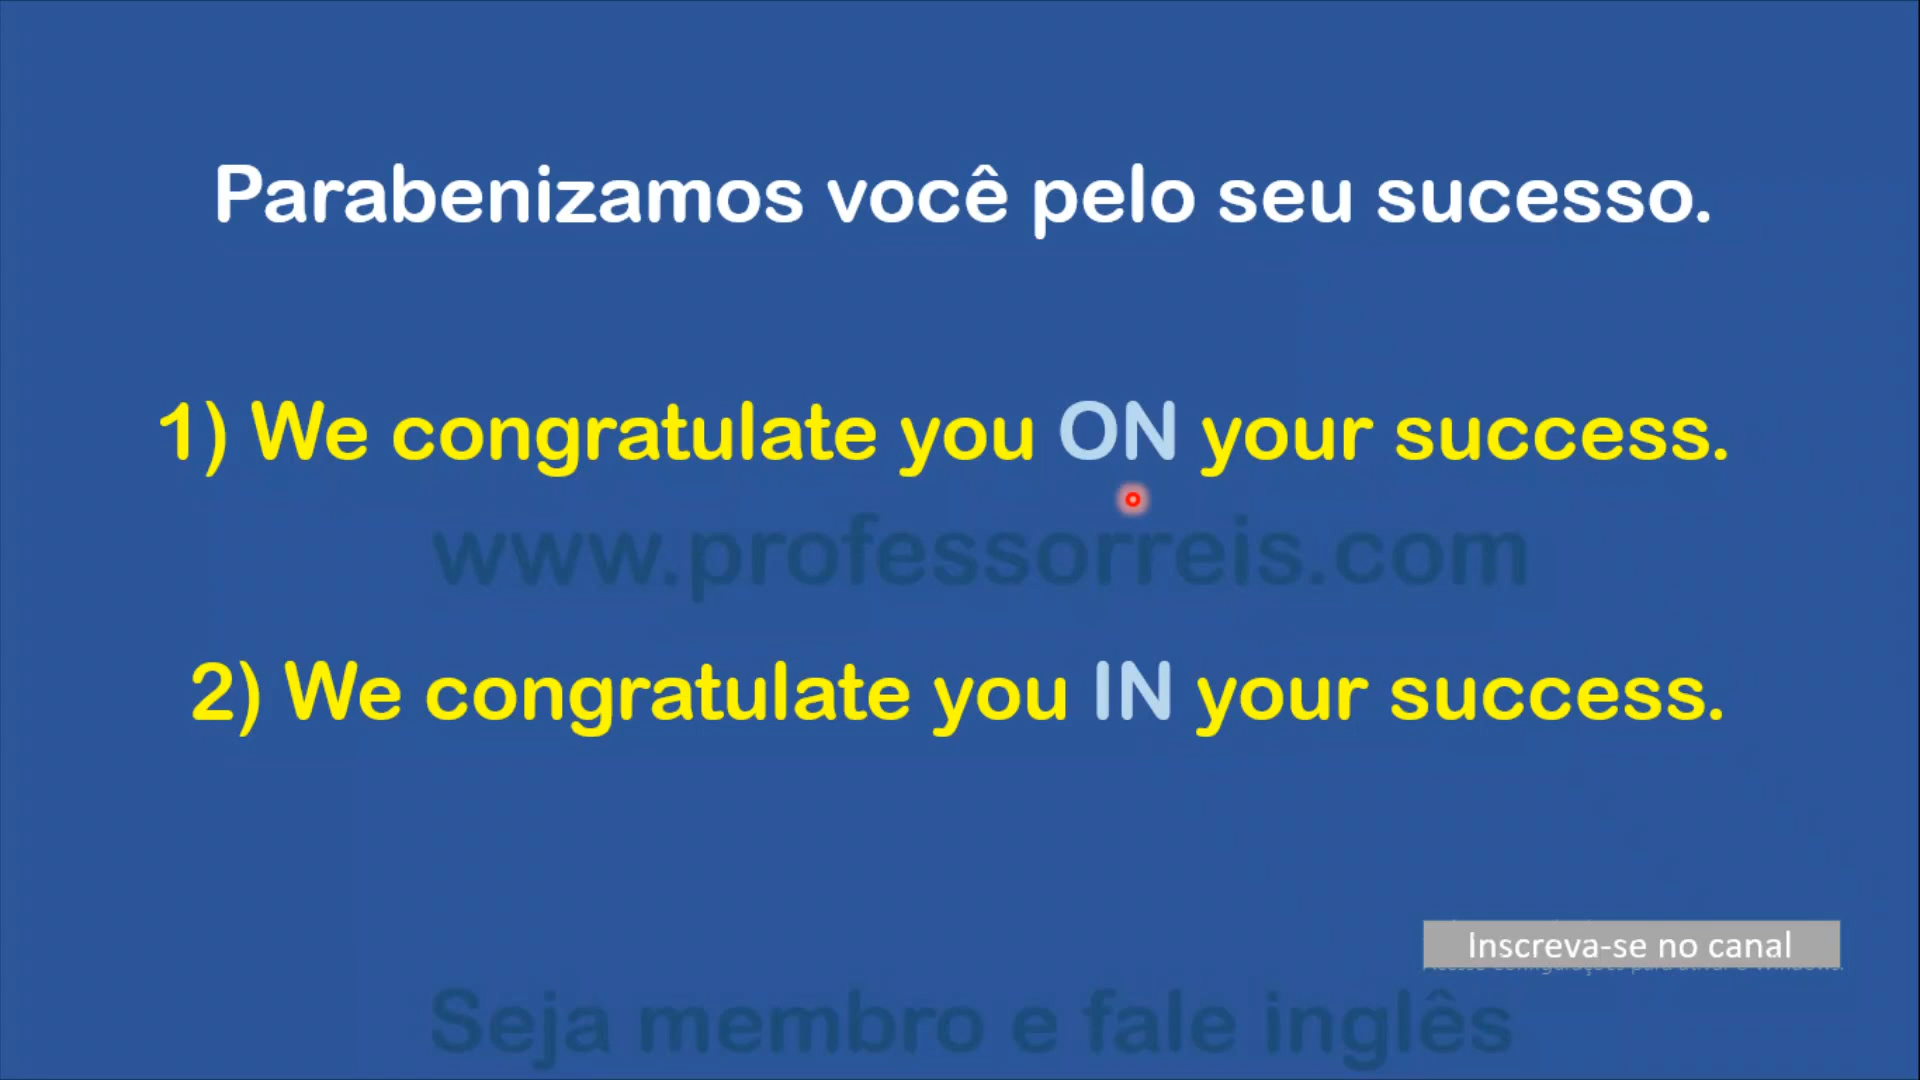 Parabenizamos você pelo seu sucesso.
1) We congratulate you ON your success.
www.professorreis.com
2) We congratulate you IN your success.
Inscreva-se no canal
Seja membro e fale inglês